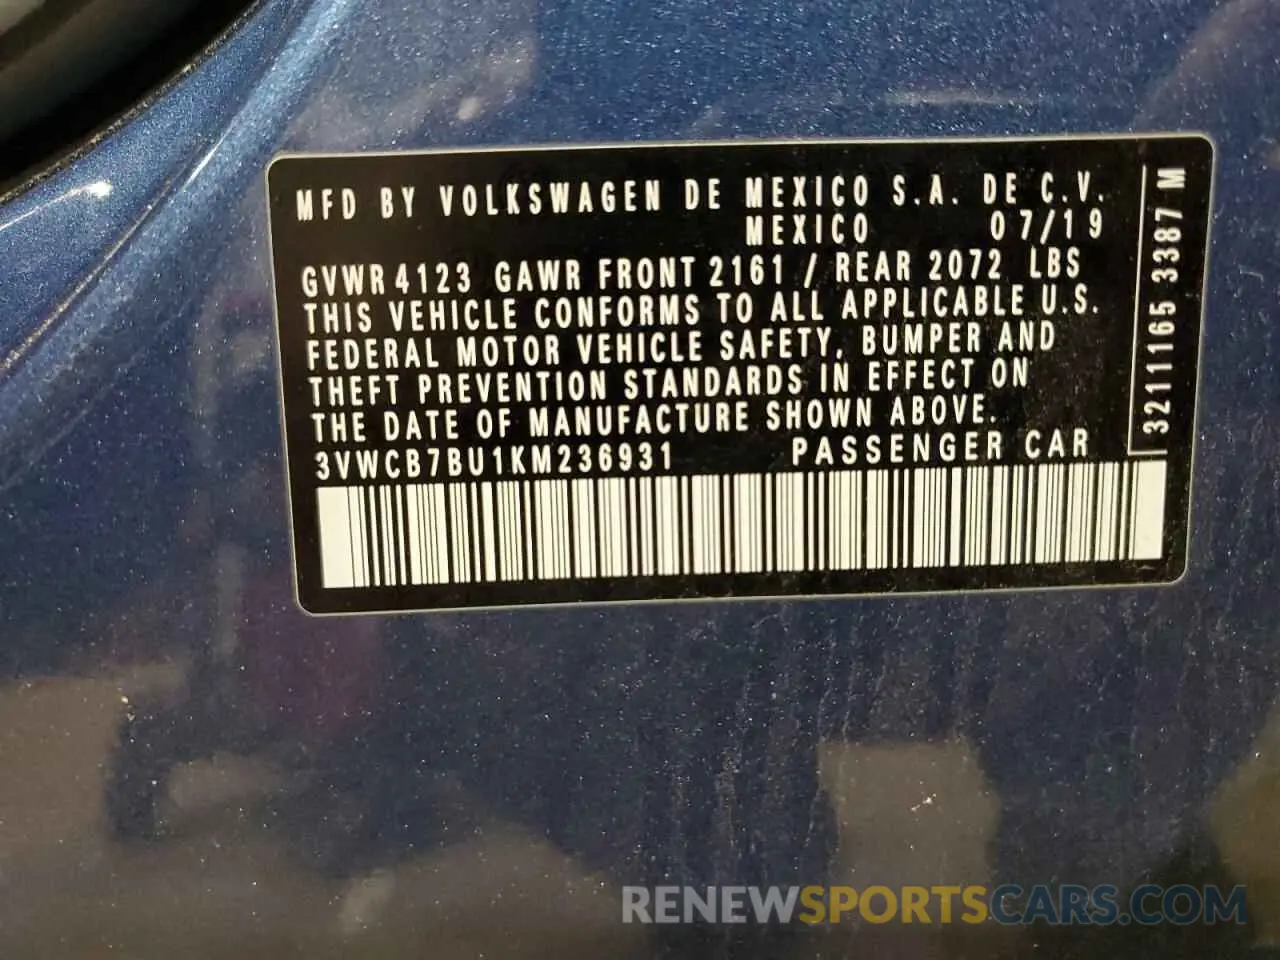 MFD BY VOLKSWAGEN DE MEXICO S.A. DE C.V.
MEXICO 07/19
GVWR 4123 GAWR FRONT 2161 / REAR 2072 LBS
THIS VEHICLE CONFORMS TO ALL APPLICABLE U.S.
FEDERAL MOTOR VEHICLE SAFETY, BUMPER AND
THEFT PREVENTION STANDARDS IN EFFECT ON
THE DATE OF MANUFACTURE SHOWN ABOVE.
3VWCB7BU1KM236931 PASSENGER CAR
3211165 3387 M
RENEWSPORTSCARS.COM